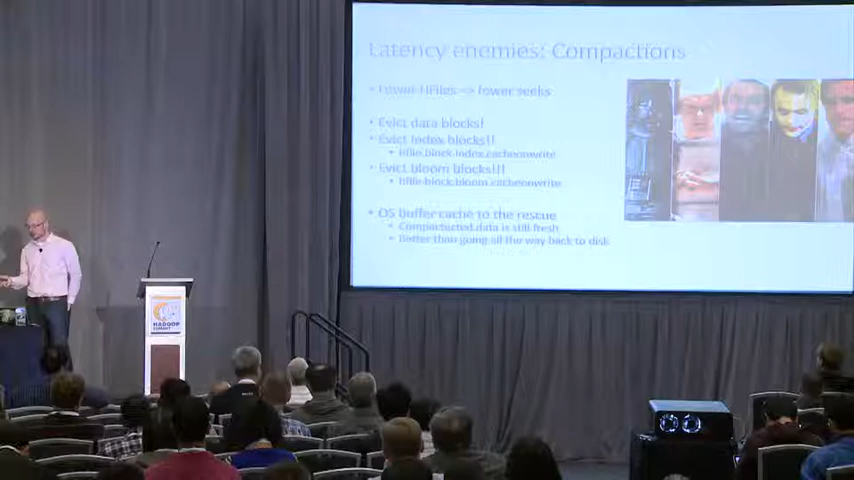 Latency enemies: Compactions
• Fewer HFiles => fewer seeks
• Evict data blocks!
• Evict Index blocks!!
• hfile.block.index.cacheonwrite
• Evict bloom blocks!!!
• hfile.block.bloom.cacheonwrite
• OS buffer cache to the rescue
• Compactected data is still fresh
• Better than going all the way back to disk
HADOOP
SUMMIT